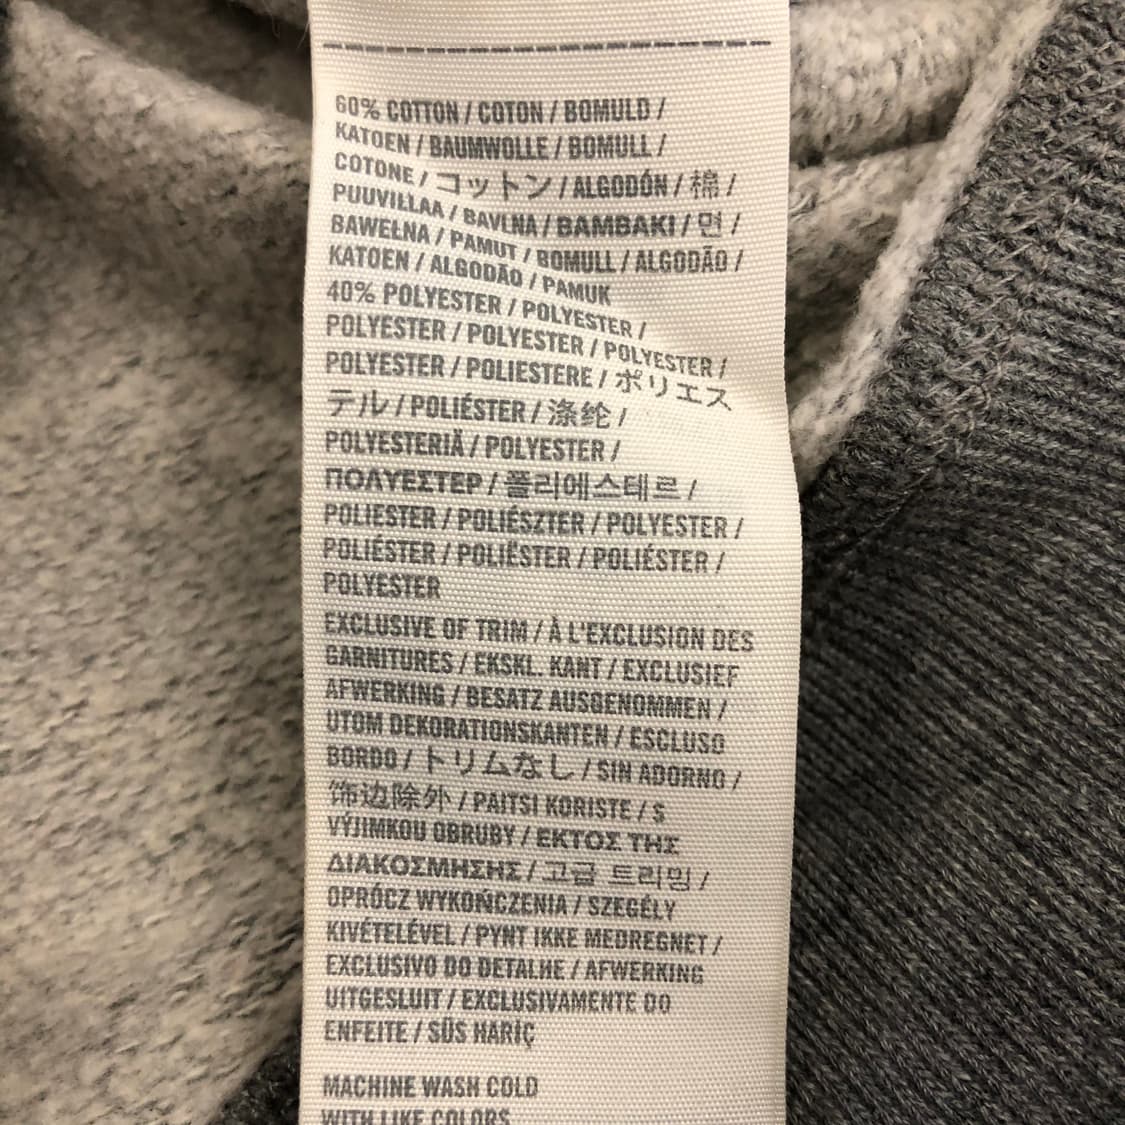 60% COTTON / COTON / BOMULD /
KATOEN / BAUMWOLLE / BOMULL /
COTONE / コットン / ALGODÓN / 棉 /
PUUVILLAA / BAVLNA / BAMBAKI / 면 /
BAWEŁNA / PAMUT / BOMULL / ALGODÃO /
KATOEN / ALGODÃO / PAMUK
40% POLYESTER / POLYESTER /
POLYESTER / POLYESTER / POLYESTER /
POLYESTER / POLIESTERE / ポリエス
テル / POLIÉSTER / 涤纶 /
POLYESTERIÄ / POLYESTER /
ΠΟΛΥΕΣΤΕΡ / 폴리에스테르 /
POLIESTER / POLIÉSZTER / POLYESTER /
POLIÉSTER / POLIËSTER / POLIÉSTER /
POLYESTER
EXCLUSIVE OF TRIM / À L'EXCLUSION DES
GARNITURES / EKSKL. KANT / EXCLUSIEF
AFWERKING / BESATZ AUSGENOMMEN /
UTOM DEKORATIONSKANTEN / ESCLUSO
BORDO / トリムなし / SIN ADORNO /
饰边除外 / PAITSI KORISTE / S
VÝJIMKOU OBRUBY / ΕΚΤΟΣ ΤΗΣ
ΔΙΑΚΟΣΜΗΣΗΣ / 고급 트리밍 /
OPRÓCZ WYKOŃCZENIA / SZEGÉLY
KIVÉTELÉVEL / PYNT IKKE MEDREGNET /
EXCLUSIVO DO DETALHE / AFWERKING
UITGESLUIT / EXCLUSIVAMENTE DO
ENFEITE / SÜS HARİÇ
MACHINE WASH COLD
WITH LIKE COLORS